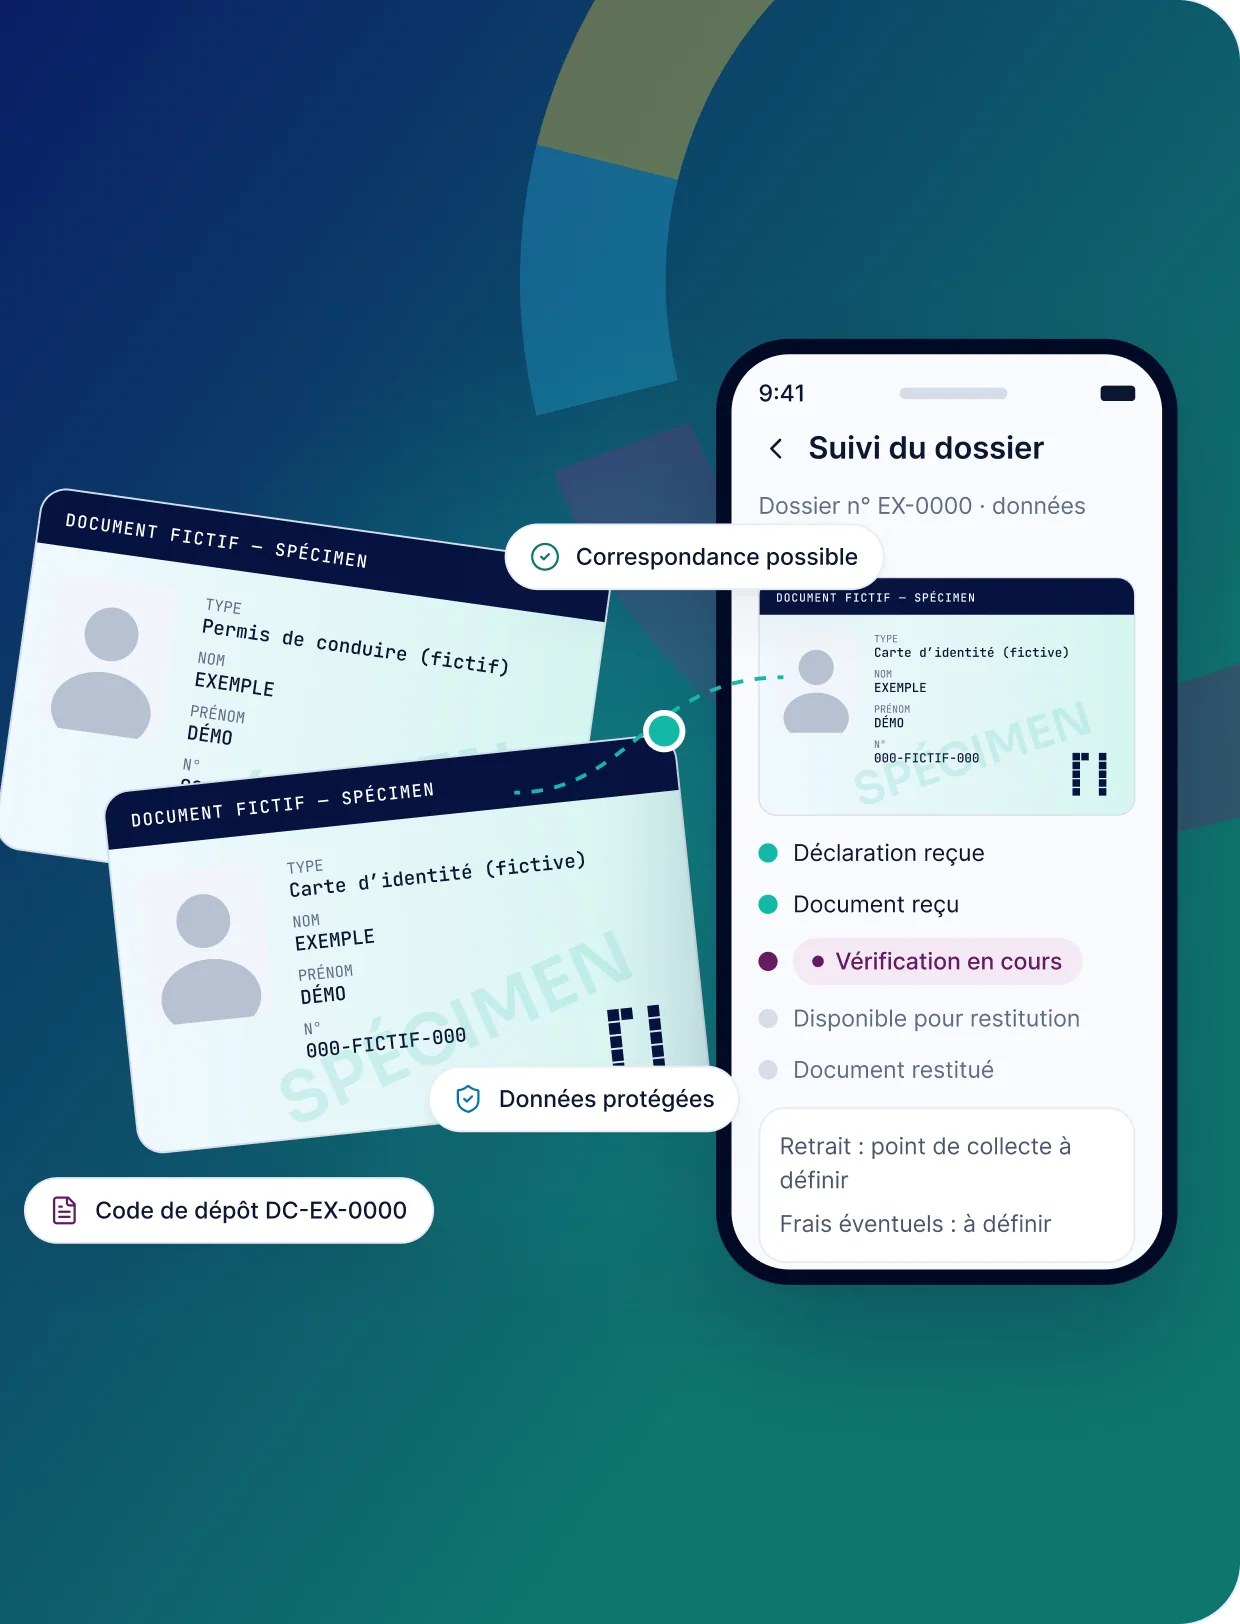 9:41
Suivi du dossier
Dossier n° EX-0000 · données
Correspondance possible
DOCUMENT FICTIF — SPÉCIMEN
TYPE
Carte d’identité (fictive)
NOM
EXEMPLE
PRÉNOM
DÉMO
N°
000-FICTIF-000
SPÉCIMEN
Déclaration reçue
Document reçu
Vérification en cours
Disponible pour restitution
Document restitué
Retrait : point de collecte à
définir
Frais éventuels : à définir
DOCUMENT FICTIF — SPÉCIMEN
TYPE
Permis de conduire (fictif)
NOM
EXEMPLE
PRÉNOM
DÉMO
N°
DOCUMENT FICTIF — SPÉCIMEN
TYPE
Carte d’identité (fictive)
NOM
EXEMPLE
PRÉNOM
DÉMO
N°
000-FICTIF-000
SPÉCIMEN
Données protégées
Code de dépôt DC-EX-0000